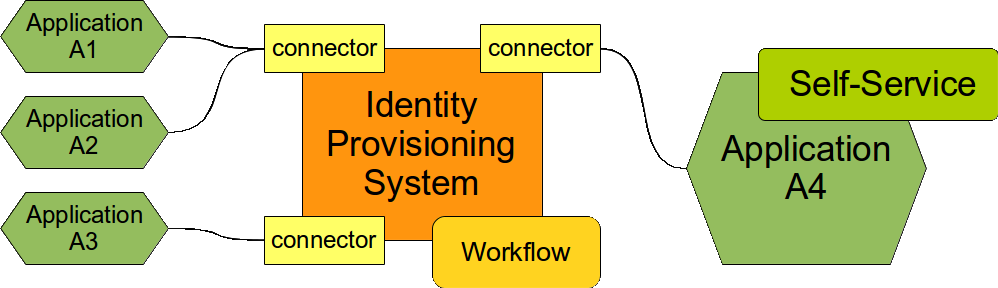 Application
A1
Application
A2
Application
A3
connector
connector
connector
Identity
Provisioning
System
Workflow
Self-Service
Application
A4